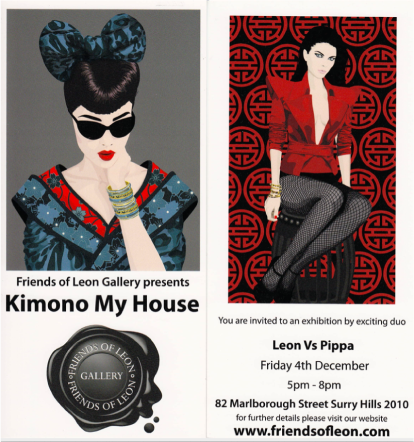 Friends of Leon Gallery presents
Kimono My House
FRIENDS OF LEON
GALLERY
FRIENDS OF LEON
You are invited to an exhibition by exciting duo
Leon Vs Pippa
Friday 4th December
5pm - 8pm
82 Marlborough Street Surry Hills 2010
for further details please visit our website
www.friendsofleon.com